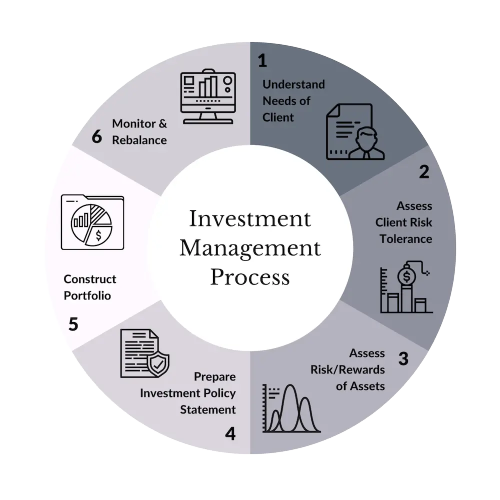 Investment
Management
Process
1
Understand
Needs of
Client
2
Assess
Client Risk
Tolerance
$
Assess
Risk/Rewards
of Assets
3
Prepare
Investment Policy
Statement
4
$
Construct
Portfolio
5
Monitor &
Rebalance
6